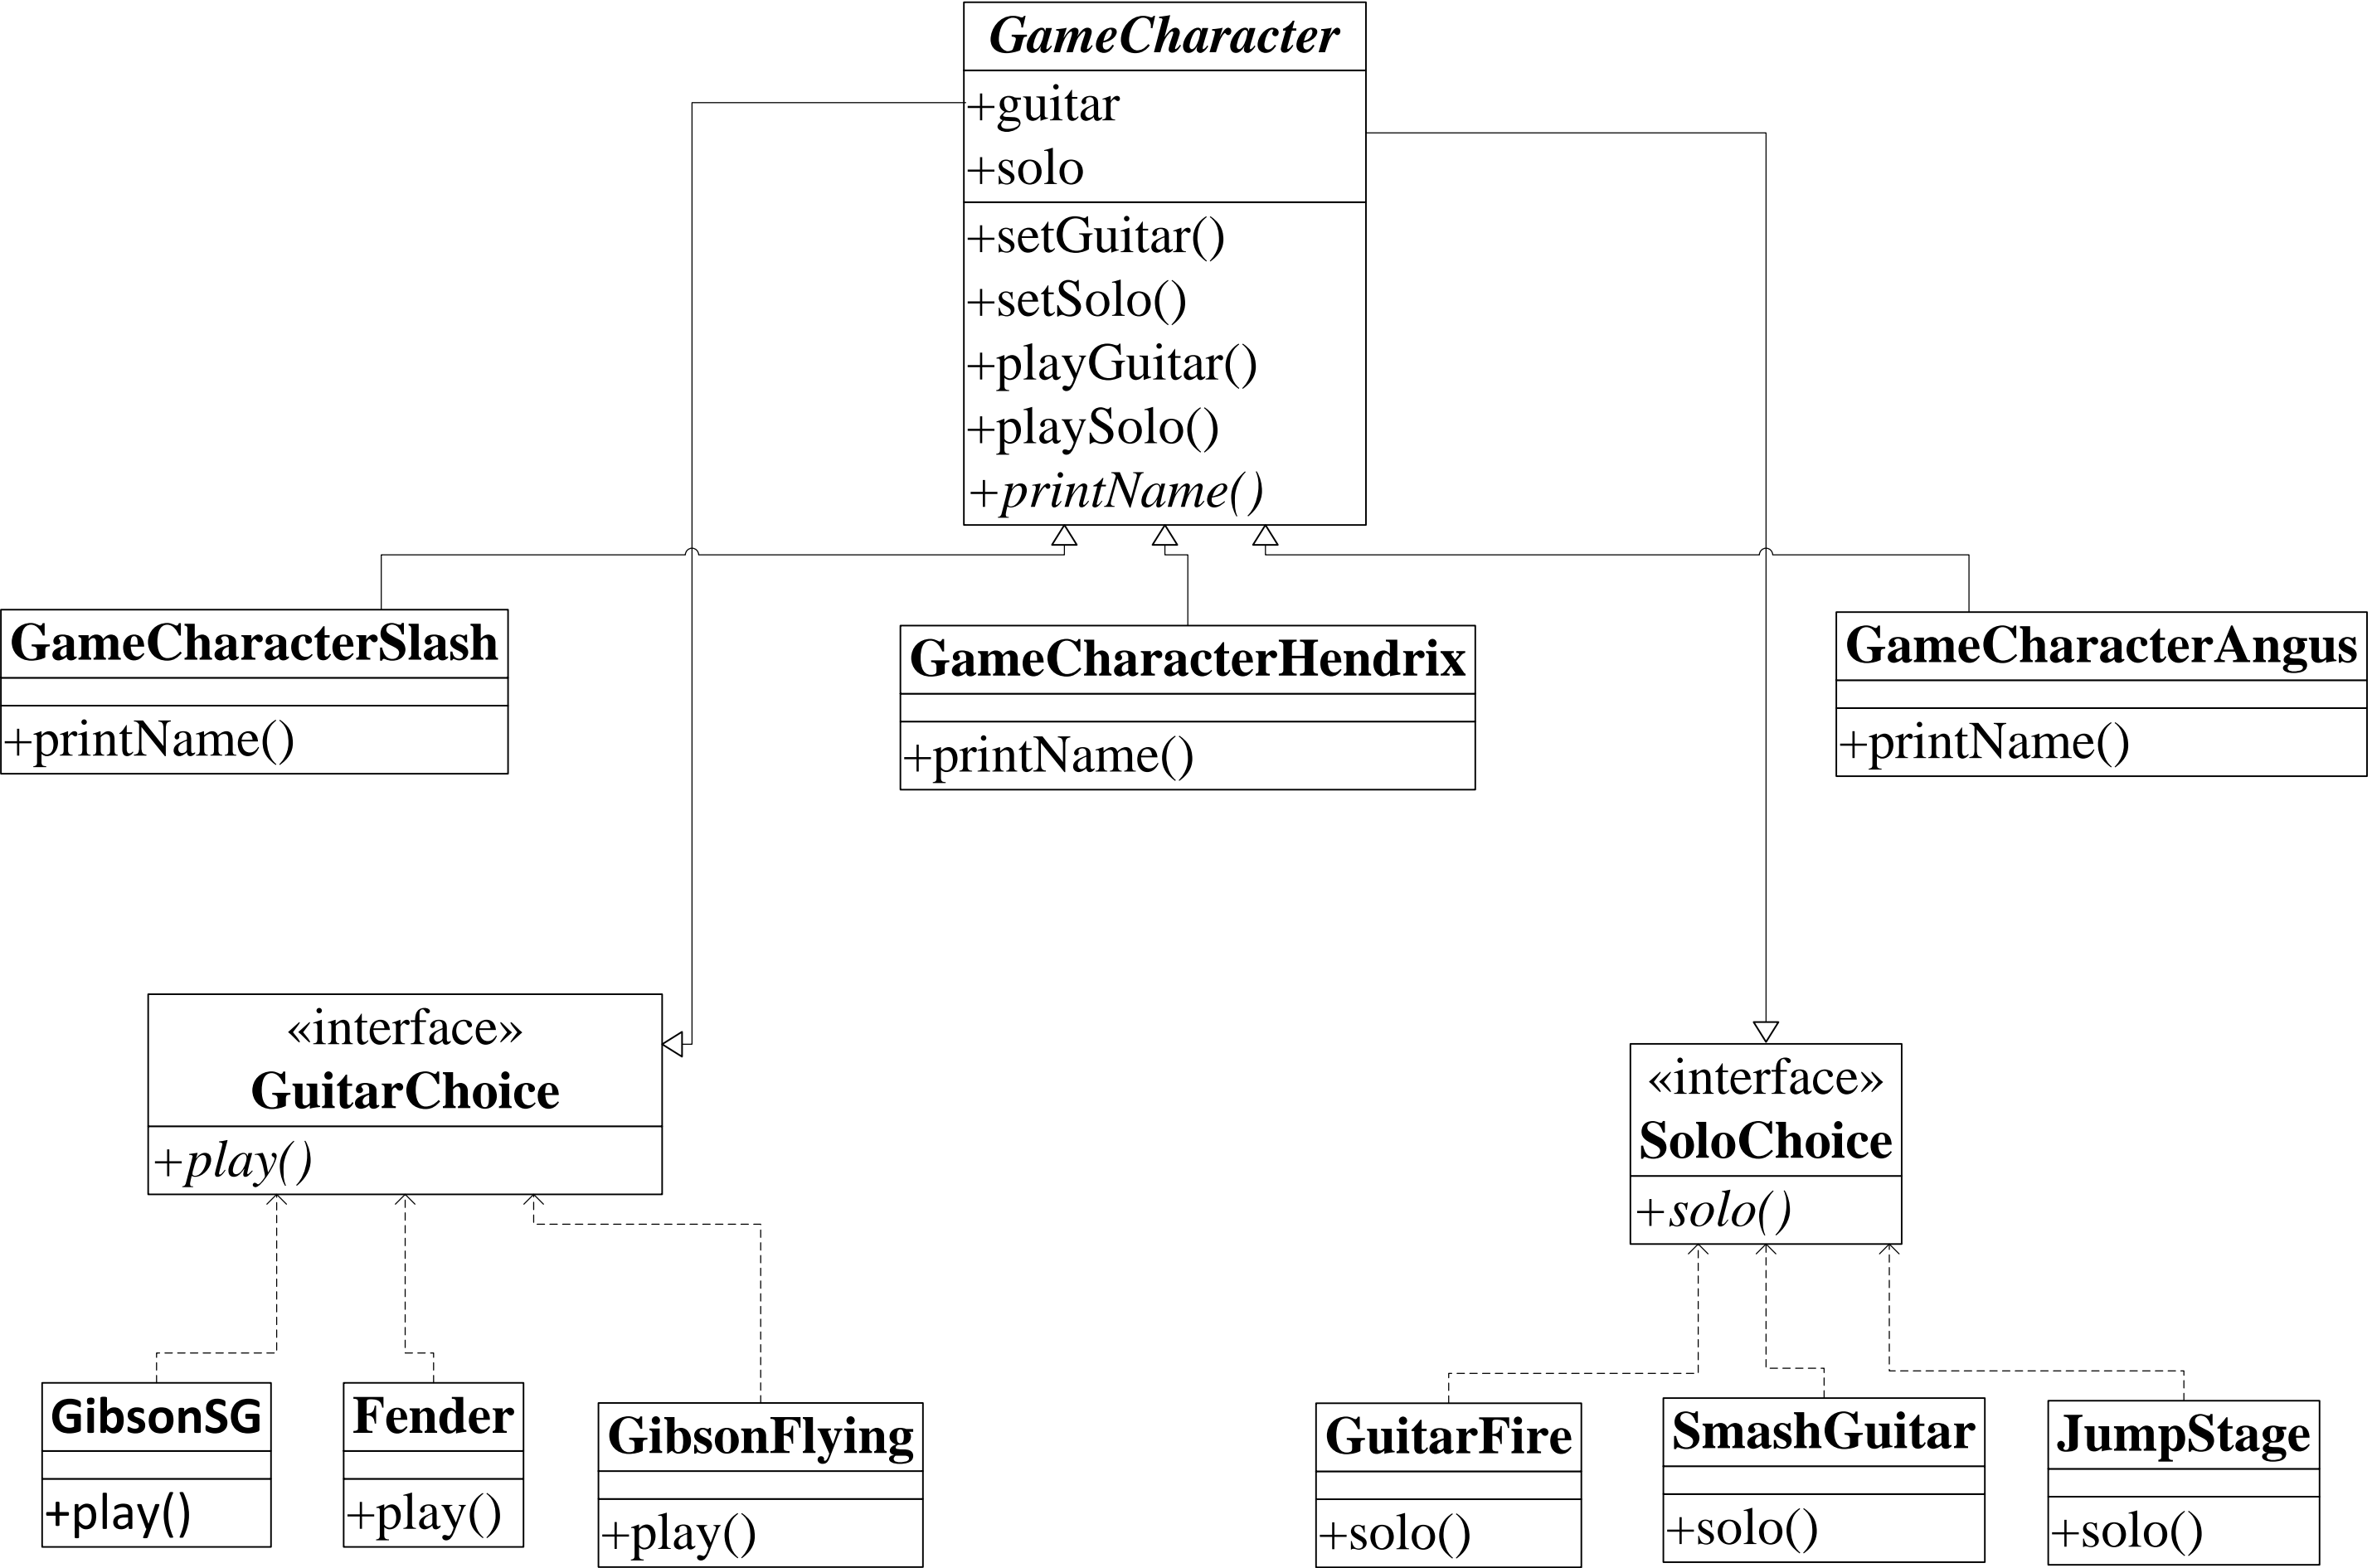 GameCharacter
+guitar
+solo
+setGuitar()
+setSolo()
+playGuitar()
+playSolo()
+printName()
GameCharacterSlash
+printName()
GameCharacterHendrix
+printName()
GameCharacterAngus
+printName()
«interface»
GuitarChoice
+play()
«interface»
SoloChoice
+solo()
GibsonSG
+play()
Fender
+play()
GibsonFlying
+play()
GuitarFire
+solo()
SmashGuitar
+solo()
JumpStage
+solo()